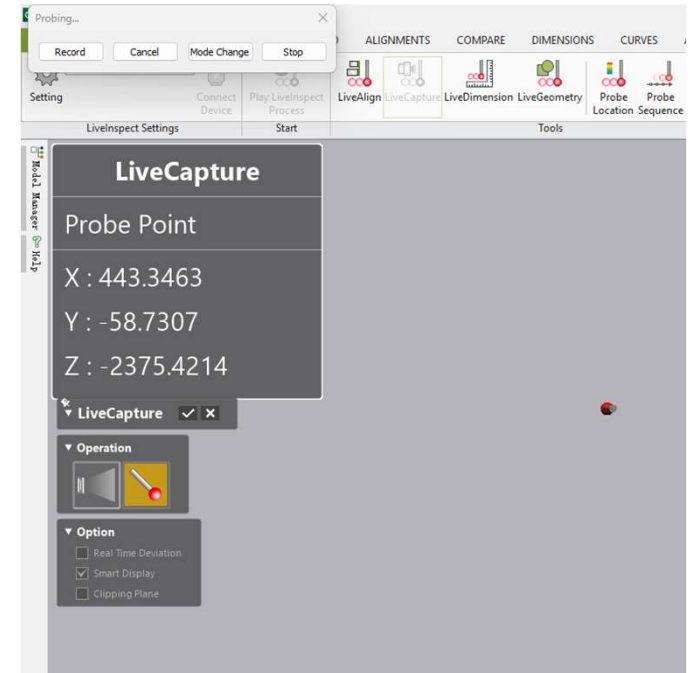 Probing...
Record Cancel Mode Change Stop
ALIGNMENTS COMPARE DIMENSIONS CURVES
Setting Connect Device Play LiveInspect Process LiveAlign LiveCapture LiveDimension LiveGeometry Probe Location Probe Sequence
LiveInspect Settings Start Tools
Model Manager
Help
LiveCapture
Probe Point
X : 443.3463
Y : -58.7307
Z : -2375.4214
LiveCapture
Operation
Option
Real Time Deviation
Smart Display
Clipping Plane